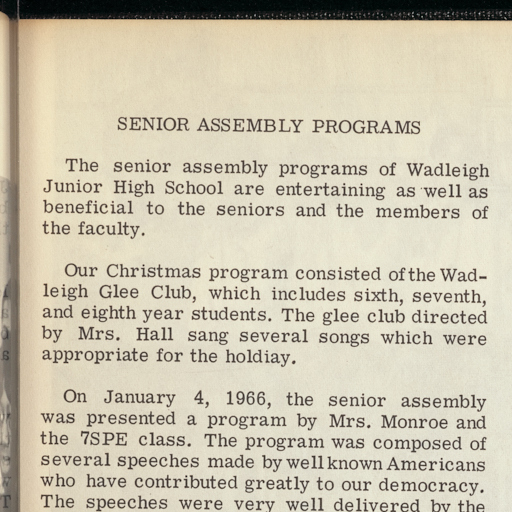 SENIOR ASSEMBLY PROGRAMS
The senior assembly programs of Wadleigh
Junior High School are entertaining as well as
beneficial to the seniors and the members of
the faculty.
Our Christmas program consisted of the Wad-
leigh Glee Club, which includes sixth, seventh,
and eighth year students. The glee club directed
by Mrs. Hall sang several songs which were
appropriate for the holdiay.
On January 4, 1966, the senior assembly
was presented a program by Mrs. Monroe and
the 7SPE class. The program was composed of
several speeches made by well known Americans
who have contributed greatly to our democracy.
The speeches were very well delivered by the